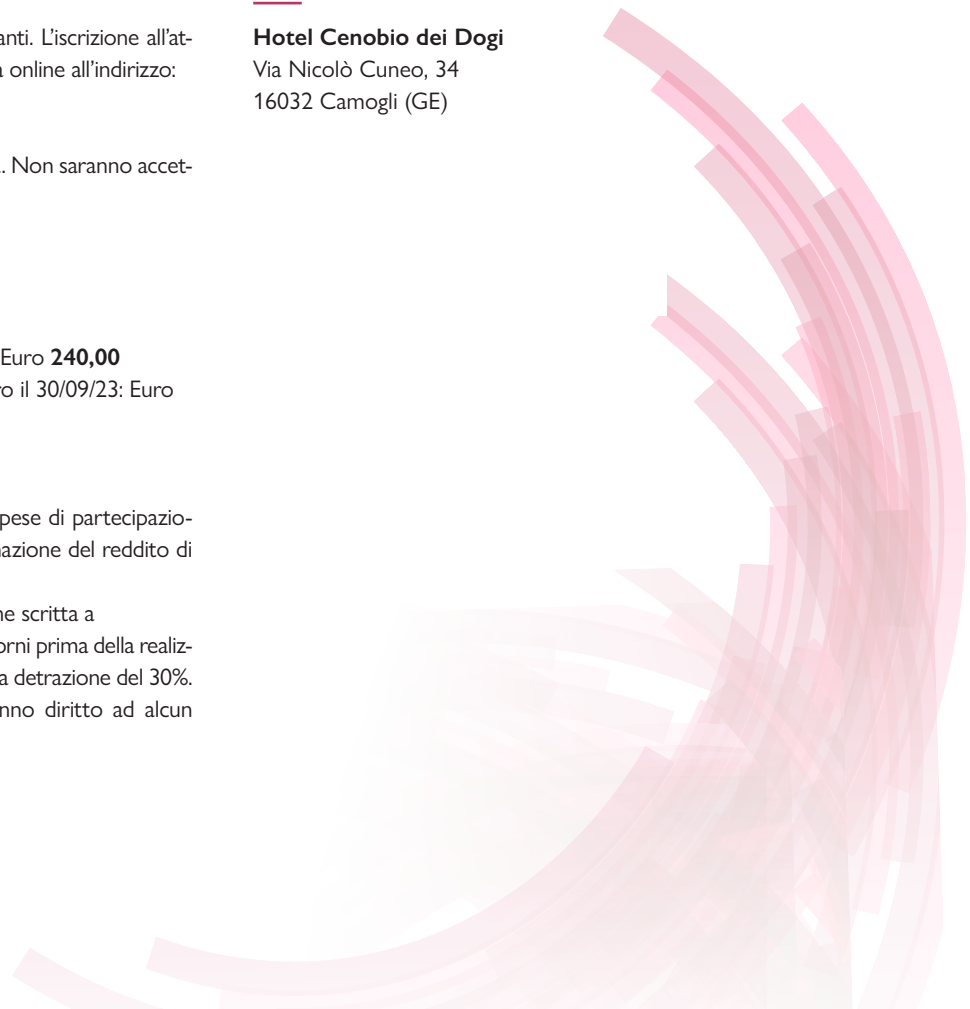 anti. L’iscrizione all’at-
online all’indirizzo:
. Non saranno accet-
Euro 240,00
o il 30/09/23: Euro
pese di partecipazio-
azione del reddito di
ne scritta a
orni prima della realiz-
a detrazione del 30%.
nno diritto ad alcun
Hotel Cenobio dei Dogi
Via Nicolò Cuneo, 34
16032 Camogli (GE)